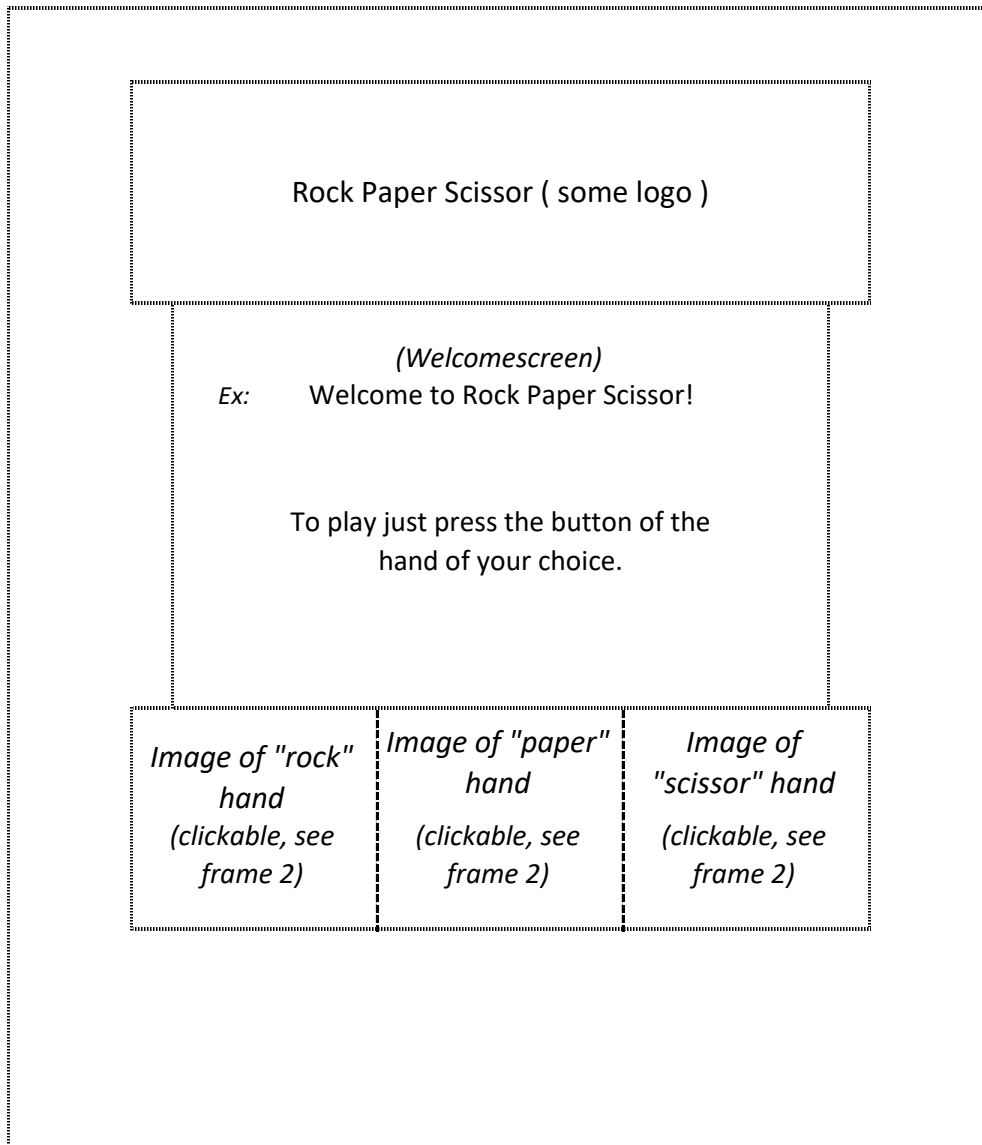 Rock Paper Scissor ( some logo )
(Welcomescreen)
Ex: Welcome to Rock Paper Scissor!
To play just press the button of the
hand of your choice.
Image of "rock"
hand
(clickable, see
frame 2)
Image of "paper"
hand
(clickable, see
frame 2)
Image of
"scissor" hand
(clickable, see
frame 2)